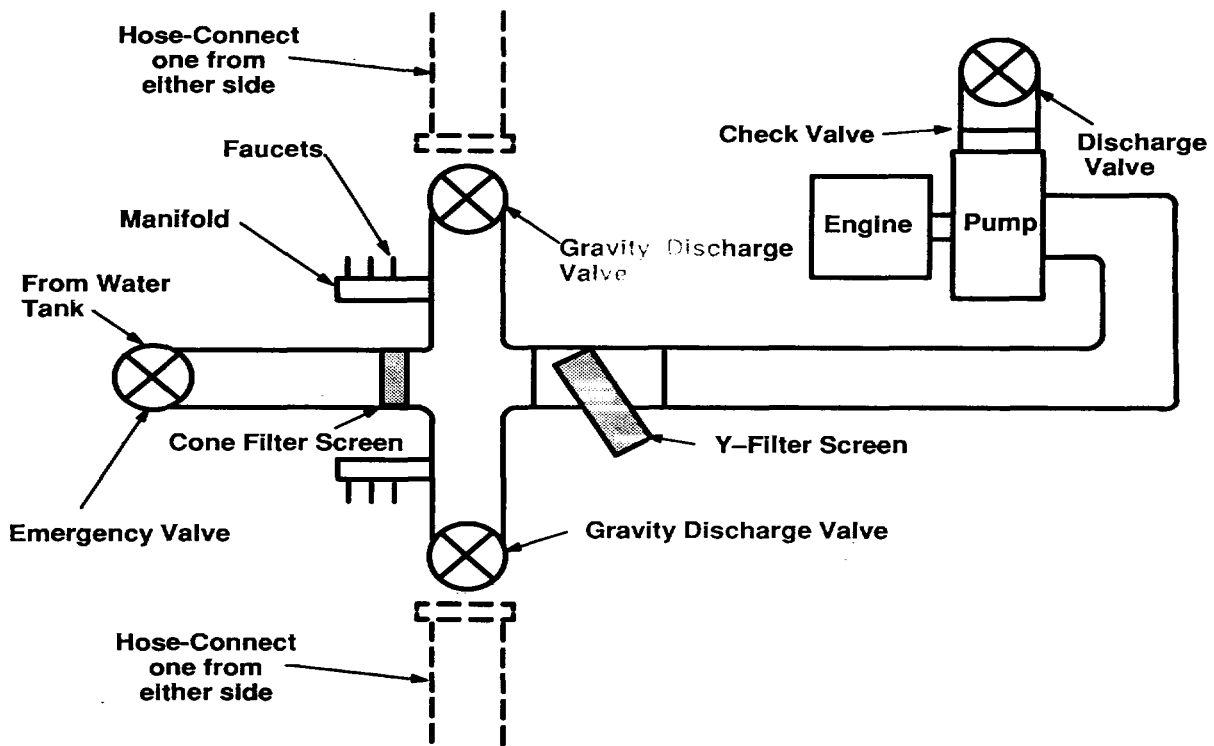 Hose-Connect
one from
either side
Faucets
Manifold
From Water
Tank
Check Valve
Discharge
Valve
Engine
Pump
Gravity Discharge
Valve
Cone Filter Screen
Y–Filter Screen
Emergency Valve
Gravity Discharge Valve
Hose-Connect
one from
either side